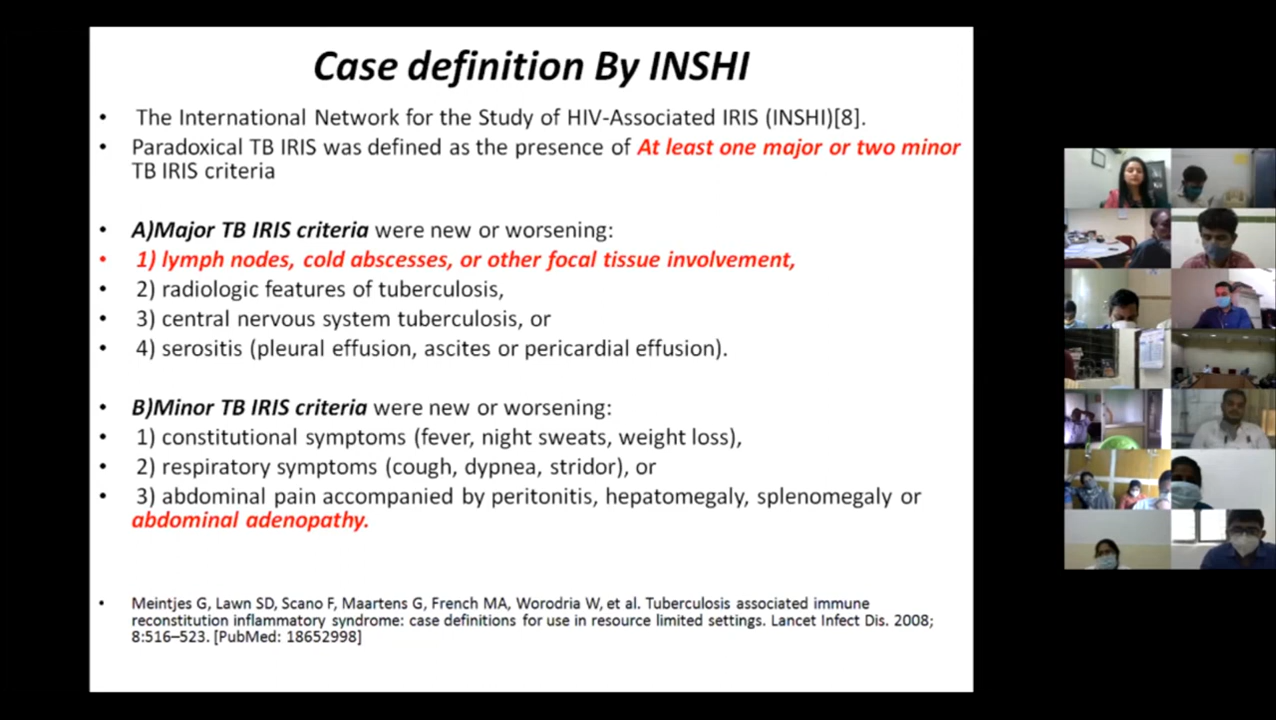 Case definition By INSHI
• The International Network for the Study of HIV-Associated IRIS (INSHI)[8].
• Paradoxical TB IRIS was defined as the presence of At least one major or two minor
TB IRIS criteria
• A)Major TB IRIS criteria were new or worsening:
• 1) lymph nodes, cold abscesses, or other focal tissue involvement,
• 2) radiologic features of tuberculosis,
• 3) central nervous system tuberculosis, or
• 4) serositis (pleural effusion, ascites or pericardial effusion).
• B)Minor TB IRIS criteria were new or worsening:
• 1) constitutional symptoms (fever, night sweats, weight loss),
• 2) respiratory symptoms (cough, dypnea, stridor), or
• 3) abdominal pain accompanied by peritonitis, hepatomegaly, splenomegaly or
abdominal adenopathy.
• Meintjes G, Lawn SD, Scano F, Maartens G, French MA, Worodria W, et al. Tuberculosis associated immune
reconstitution inflammatory syndrome: case definitions for use in resource limited settings. Lancet Infect Dis. 2008;
8:516–523. [PubMed: 18652998]